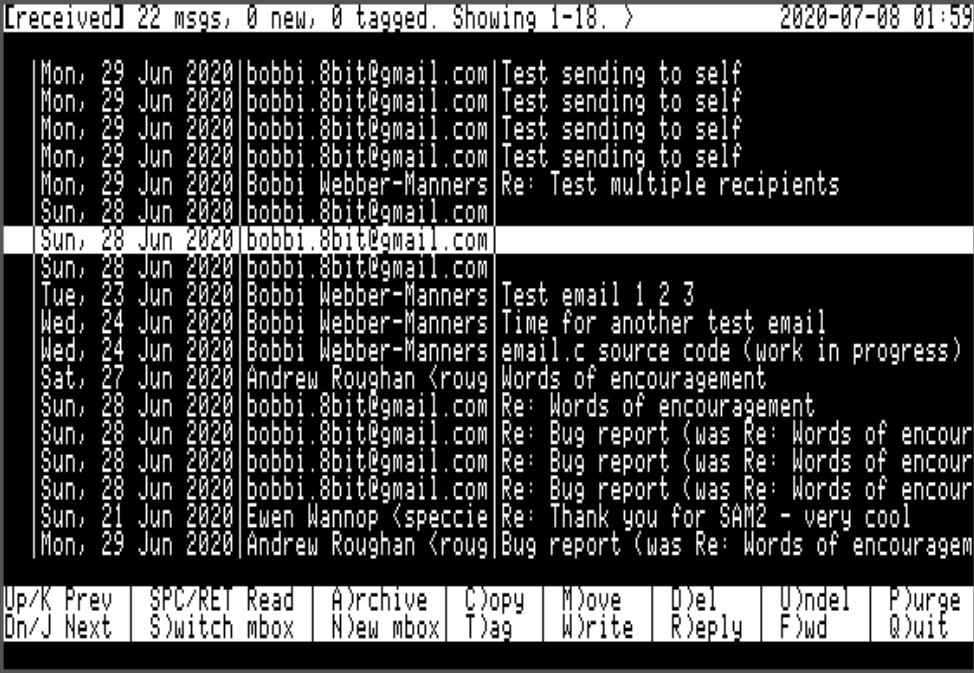 [received] 22 msgs, 0 new, 0 tagged. Showing 1-18. > 2020-07-08 01:59
|Mon, 29 Jun 2020|bobbi.8bit@gmail.com|Test sending to self
|Mon, 29 Jun 2020|bobbi.8bit@gmail.com|Test sending to self
|Mon, 29 Jun 2020|bobbi.8bit@gmail.com|Test sending to self
|Mon, 29 Jun 2020|bobbi.8bit@gmail.com|Test sending to self
|Mon, 29 Jun 2020|Bobbi Webber-Manners|Re: Test multiple recipients
|Sun, 28 Jun 2020|bobbi.8bit@gmail.com|
|Sun, 28 Jun 2020|bobbi.8bit@gmail.com|
|Sun, 28 Jun 2020|bobbi.8bit@gmail.com|
|Tue, 23 Jun 2020|Bobbi Webber-Manners|Test email 1 2 3
|Wed, 24 Jun 2020|Bobbi Webber-Manners|Time for another test email
|Wed, 24 Jun 2020|Bobbi Webber-Manners|email.c source code (work in progress)
|Sat, 27 Jun 2020|Andrew Roughan <roug|Words of encouragement
|Sun, 28 Jun 2020|bobbi.8bit@gmail.com|Re: Words of encouragement
|Sun, 28 Jun 2020|bobbi.8bit@gmail.com|Re: Bug report (was Re: Words of encour
|Sun, 28 Jun 2020|bobbi.8bit@gmail.com|Re: Bug report (was Re: Words of encour
|Sun, 28 Jun 2020|bobbi.8bit@gmail.com|Re: Bug report (was Re: Words of encour
|Sun, 21 Jun 2020|Ewen Wannop <speccie|Re: Thank you for SAM2 - very cool
|Mon, 29 Jun 2020|Andrew Roughan <roug|Bug report (was Re: Words of encouragem
Up/K Prev | SPC/RET Read | A)rchive | C)opy | M)ove | D)el | U)ndel | P)urge
Dn/J Next | S)witch mbox | N)ew mbox| T)ag | W)rite | R)eply | F)wd | Q)uit